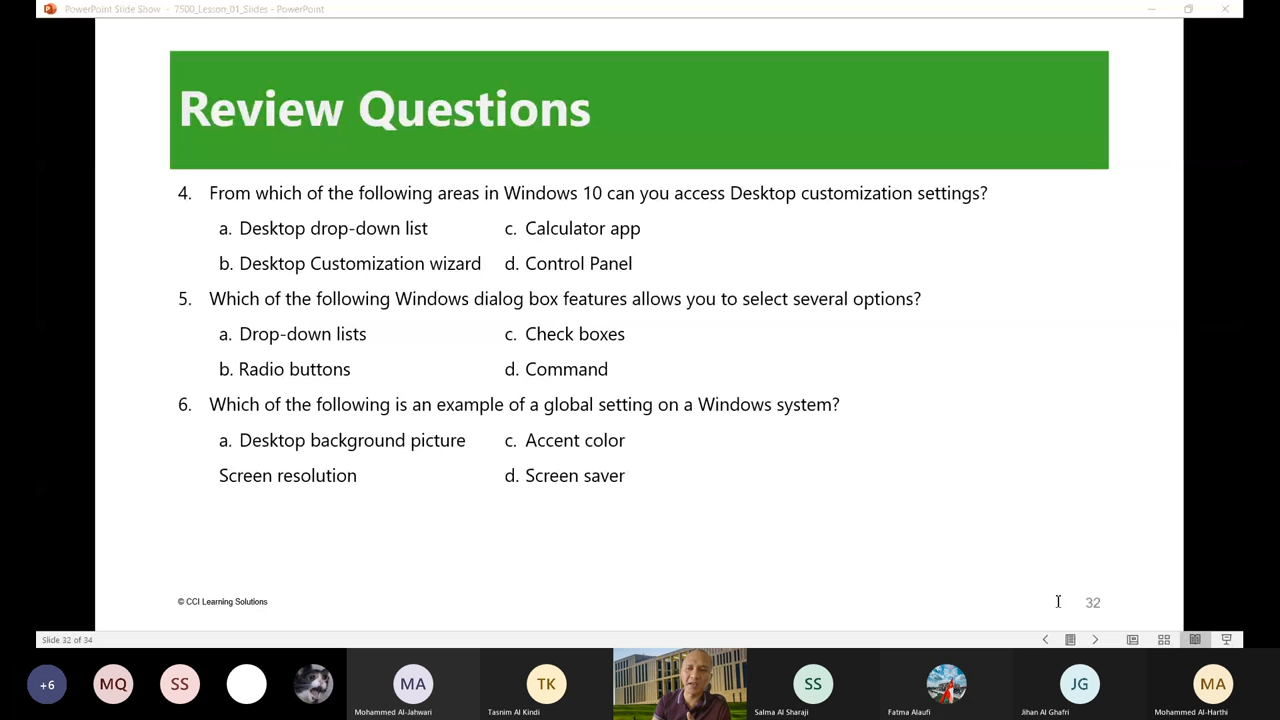 PowerPoint Slide Show - 7500_Lesson_01_Slides - PowerPoint
Review Questions
4. From which of the following areas in Windows 10 can you access Desktop customization settings?
a. Desktop drop-down list c. Calculator app
b. Desktop Customization wizard d. Control Panel
5. Which of the following Windows dialog box features allows you to select several options?
a. Drop-down lists c. Check boxes
b. Radio buttons d. Command
6. Which of the following is an example of a global setting on a Windows system?
a. Desktop background picture c. Accent color
Screen resolution d. Screen saver
© CCI Learning Solutions 32
Slide 32 of 34
+6 MQ SS MA TK SS JG MA
Mohammed Al-Jahwari Tasnim Al Kindi Salma Al Sharaji Fatma Alaufi Jihan Al Ghafri Mohammed Al-Harthi